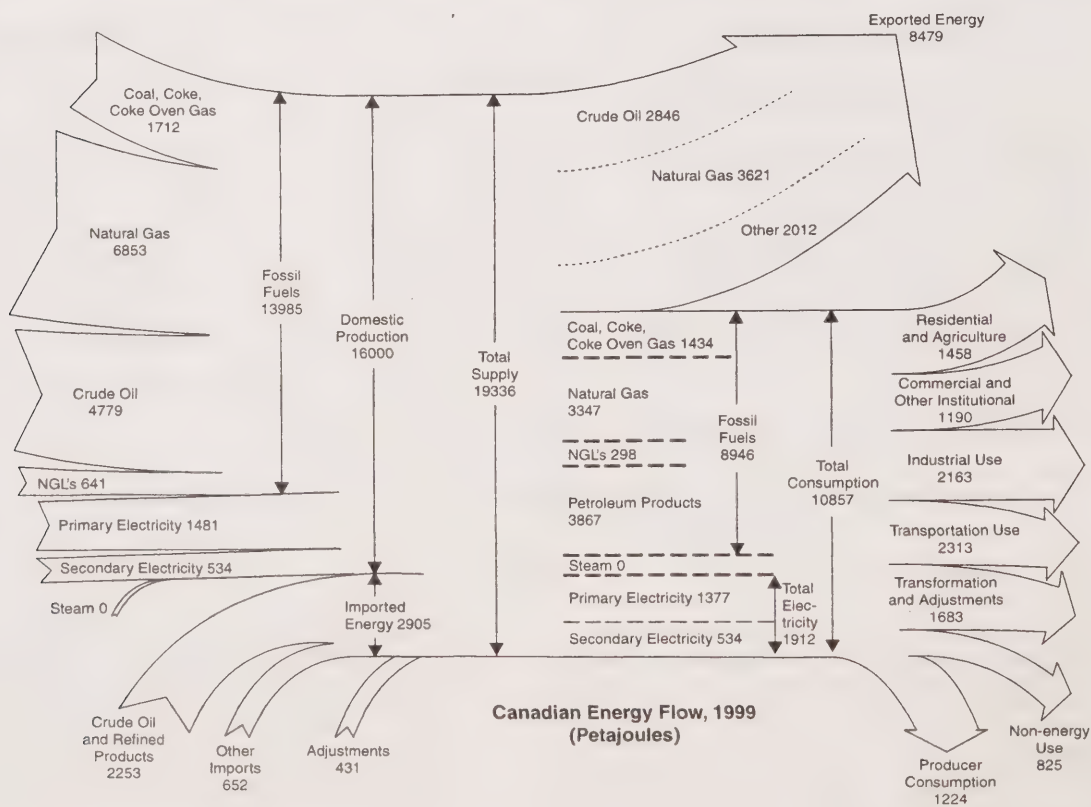 Exported Energy
8479
Coal, Coke,
Coke Oven Gas
1712
Natural Gas
6853
Crude Oil
4779
NGL's 641
Primary Electricity 1481
Secondary Electricity 534
Steam 0
Crude Oil
and Refined
Products
2253
Other
Imports
652
Adjustments
431
Fossil
Fuels
13985
Domestic
Production
16000
Imported
Energy 2905
Total
Supply
19336
Crude Oil 2846
Natural Gas 3621
Other 2012
Coal, Coke,
Coke Oven Gas 1434
Natural Gas
3347
NGL's 298
Petroleum Products
3867
Steam 0
Primary Electricity 1377
Secondary Electricity 534
Fossil
Fuels
8946
Total
Elec-
tricity
1912
Total
Consumption
10857
Residential
and Agriculture
1458
Commercial and
Other Institutional
1190
Industrial Use
2163
Transportation Use
2313
Transformation
and Adjustments
1683
Non-energy
Use
825
Producer
Consumption
1224
Canadian Energy Flow, 1999
(Petajoules)